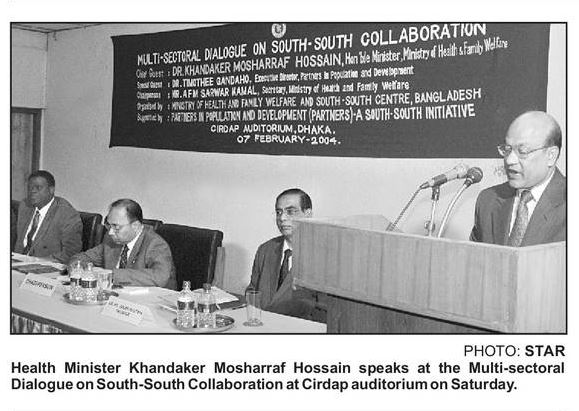 MULTI-SECTORAL DIALOGUE ON SOUTH-SOUTH COLLABORATION
Chief Guest : DR. KHANDAKER MOSHARRAF HOSSAIN, Hon'ble Minister, Ministry of Health & Family Welfare
Special Guest : DR. TIMOTHEE GANDAHO, Executive Director, Partners in Population and Development
Chairperson : MR. AFM SARWAR KAMAL, Secretary, Ministry of Health and Family Welfare
Organised by : MINISTRY OF HEALTH AND FAMILY WELFARE AND SOUTH-SOUTH CENTRE, BANGLADESH
Supported by : PARTNERS IN POPULATION AND DEVELOPMENT (PARTNERS)-A SOUTH-SOUTH INITIATIVE
CIRDAP AUDITORIUM, DHAKA.
07 FEBRUARY-2004.
CHAIRPERSON
PHOTO: STAR
Health Minister Khandaker Mosharraf Hossain speaks at the Multi-sectoral
Dialogue on South-South Collaboration at Cirdap auditorium on Saturday.